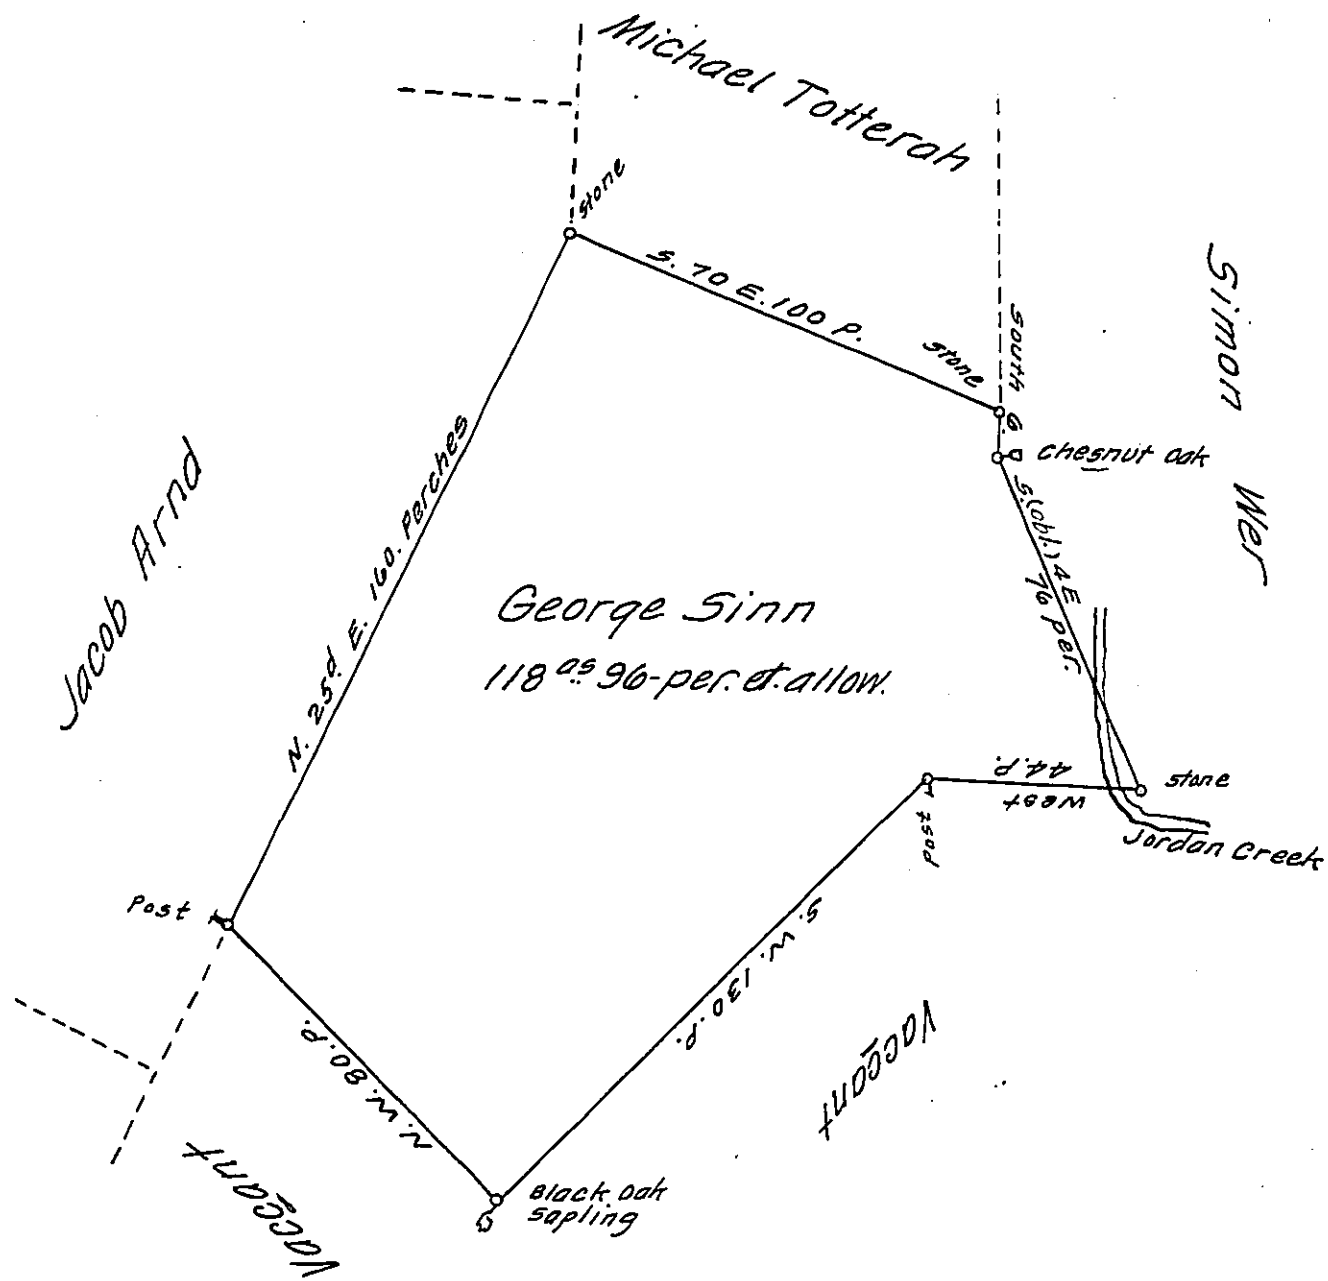 Michael Totterah
stone
S. 70 E. 100 P.
stone
South 6.
Chesnut Oak
Simon Wer
S.(obl.) 4 E
76 per.
N. 25d E. 160. Perches
Jacob Arnd
George Sinn
118 as 96-per. et. allow.
44. P.
West
stone
Jordan Creek
Post
Post
S. W. 130. P.
N. W. 80. P.
Vaccant
Vaccant
Black Oak
Sapling